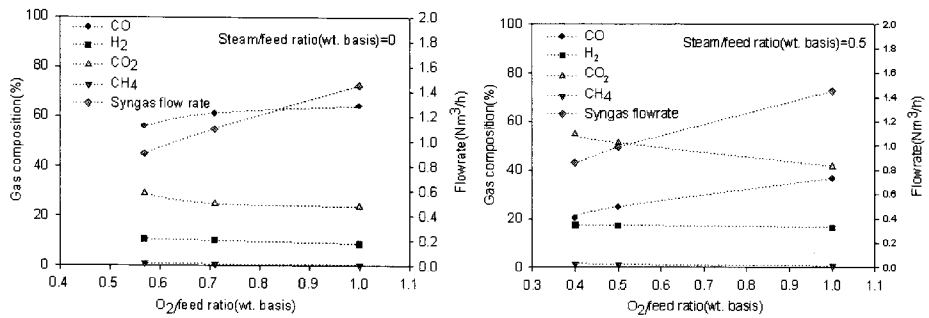 100
80
60
40
20
0
Gas composition(%)
CO
H2
CO2
CH4
Syngas flow rate
Steam/feed ratio(wt. basis)=0
2.0
1.8
1.6
1.4
1.2
1.0
0.8
0.6
0.4
0.2
0.0
Flowrate(Nm3/h)
0.4 0.5 0.6 0.7 0.8 0.9 1.0 1.1
O2/feed ratio(wt. basis)
100
80
60
40
20
0
Gas composition(%)
CO
H2
CO2
CH4
Syngas flowrate
Steam/feed ratio(wt. basis)=0.5
2.0
1.8
1.6
1.4
1.2
1.0
0.8
0.6
0.4
0.2
0.0
Flowrate(Nm3/h)
0.3 0.4 0.5 0.6 0.7 0.8 0.9 1.0 1.1
O2/feed ratio(wt. basis)